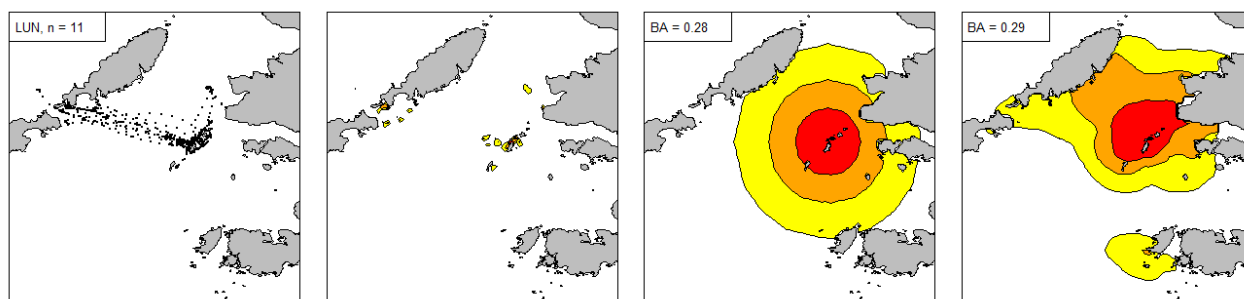 LUN, n = 11
BA = 0.28
BA = 0.29